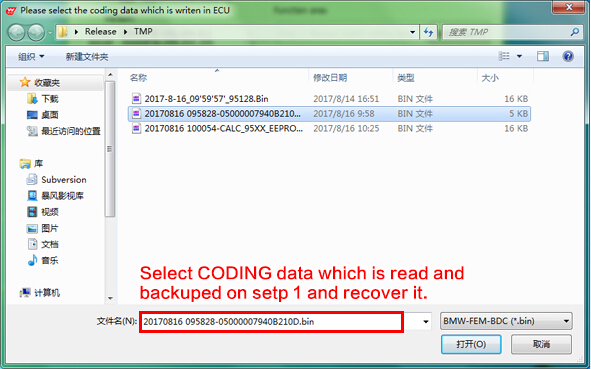 Please select the coding data which is writen in ECU
Release
TMP
搜索 TMP
组织
新建文件夹
收藏夹
下载
桌面
最近访问的位置
库
Subversion
暴风影视库
视频
图片
文档
音乐
计算机
名称 修改日期 类型 大小
2017-8-16_09'59'57'_95128.Bin 2017/8/14 16:51 BIN 文件 16 KB
20170816 095828-05000007940B210... 2017/8/16 9:58 BIN 文件 5 KB
20170816 100054-CALC_95XX_EEPRO... 2017/8/16 10:25 BIN 文件 16 KB
Select CODING data which is read and
backuped on setp 1 and recover it.
文件名(N): 20170816 095828-05000007940B210D.bin BMW-FEM-BDC (*.bin)
打开(O) 取消